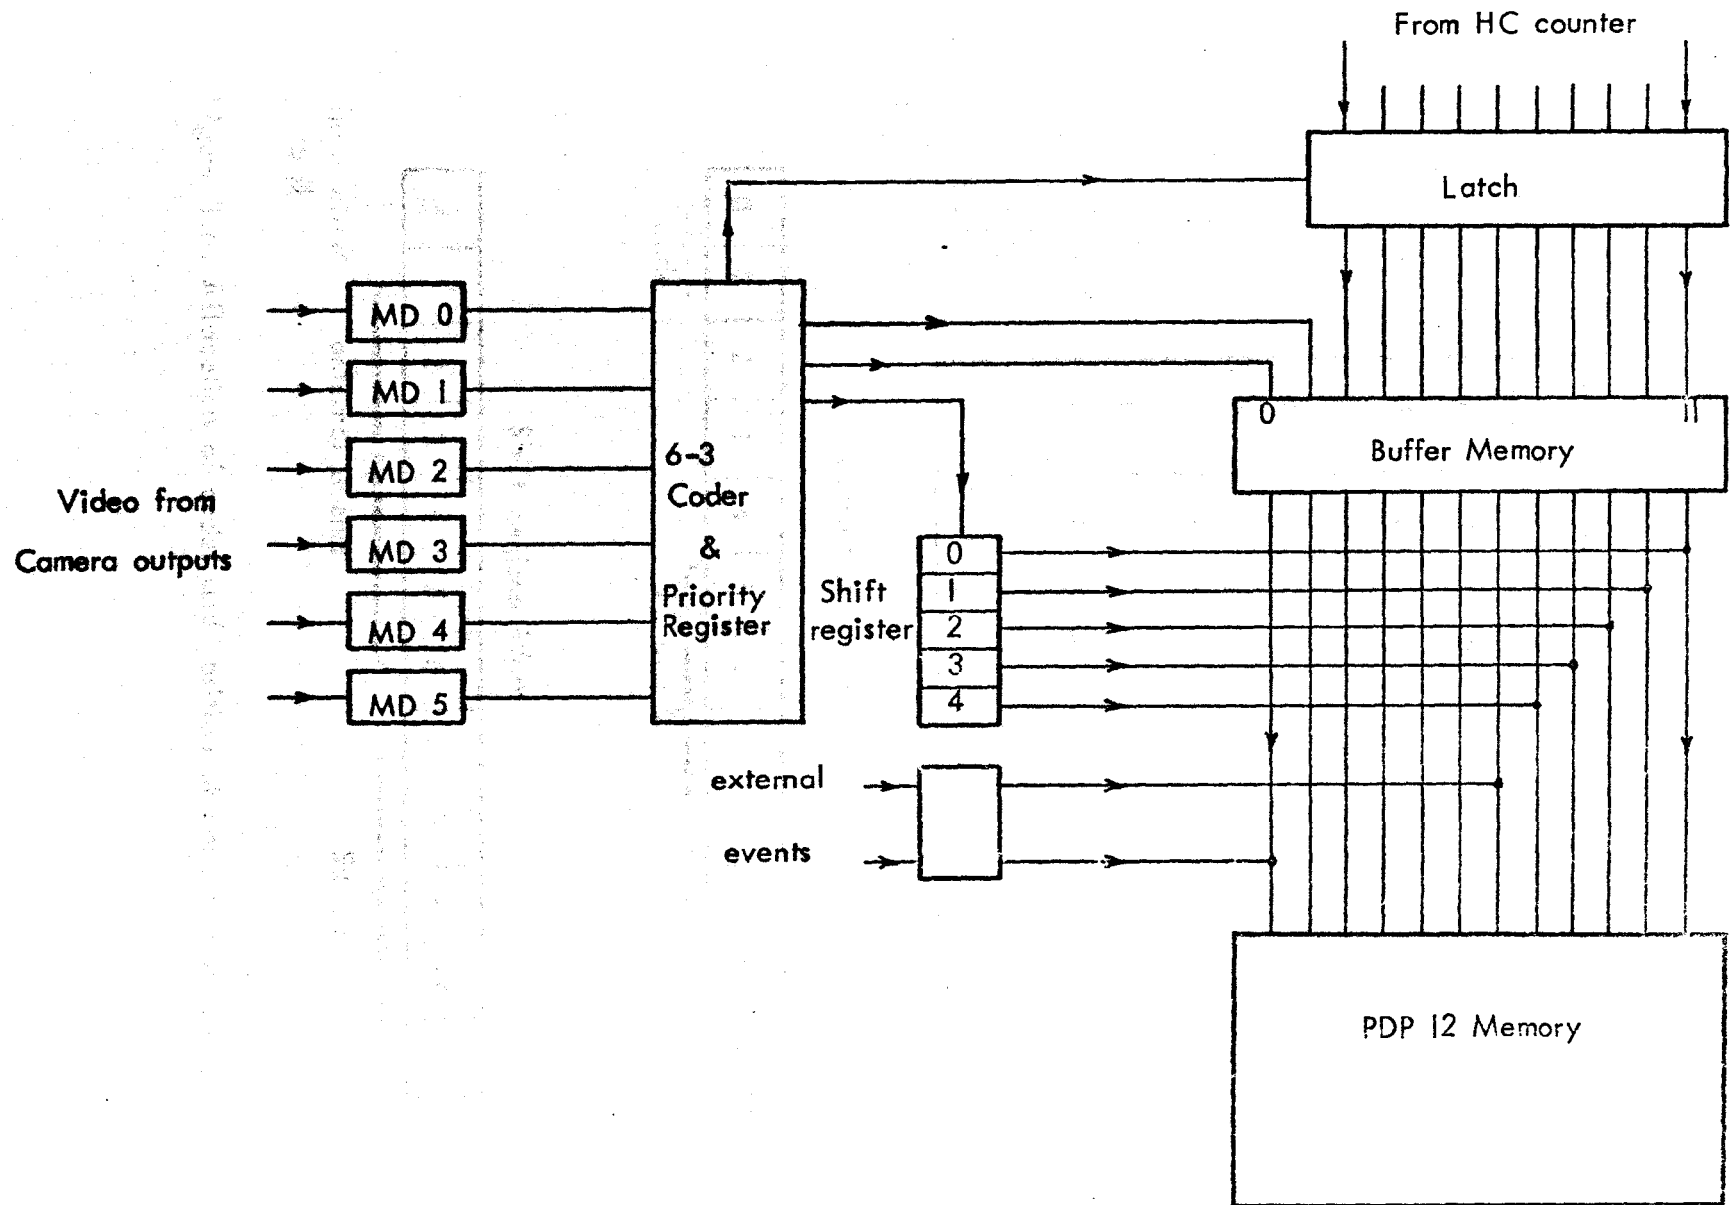 From HC counter
Latch
MD 0
MD 1
MD 2
MD 3
MD 4
MD 5
Video from
Camera outputs
6-3
Coder
&
Priority
Register
0
11
Buffer Memory
Shift
register
0
1
2
3
4
external
events
PDP 12 Memory